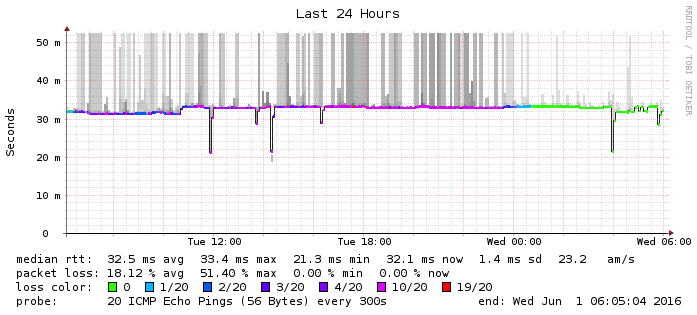 Last 24 Hours
RRDTOOL / TOBI OETIKER
Seconds
50 m
40 m
30 m
20 m
10 m
0
Tue 12:00 Tue 18:00 Wed 00:00 Wed 06:00
median rtt: 32.5 ms avg 33.4 ms max 21.3 ms min 32.1 ms now 1.4 ms sd 23.2 am/s
packet loss: 18.12 % avg 51.40 % max 0.00 % min 0.00 % now
loss color: 0 1/20 2/20 3/20 4/20 10/20 19/20
probe: 20 ICMP Echo Pings (56 Bytes) every 300s end: Wed Jun 1 06:05:04 2016